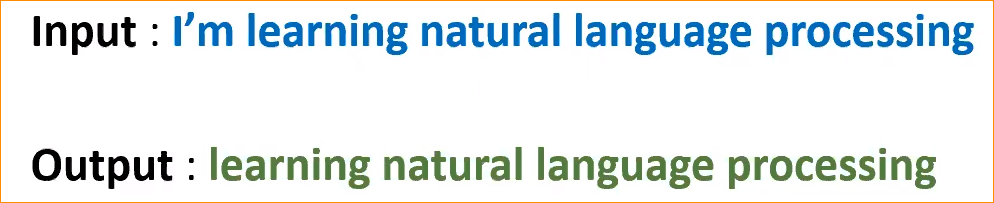 Input : I’m learning natural language processing
Output : learning natural language processing